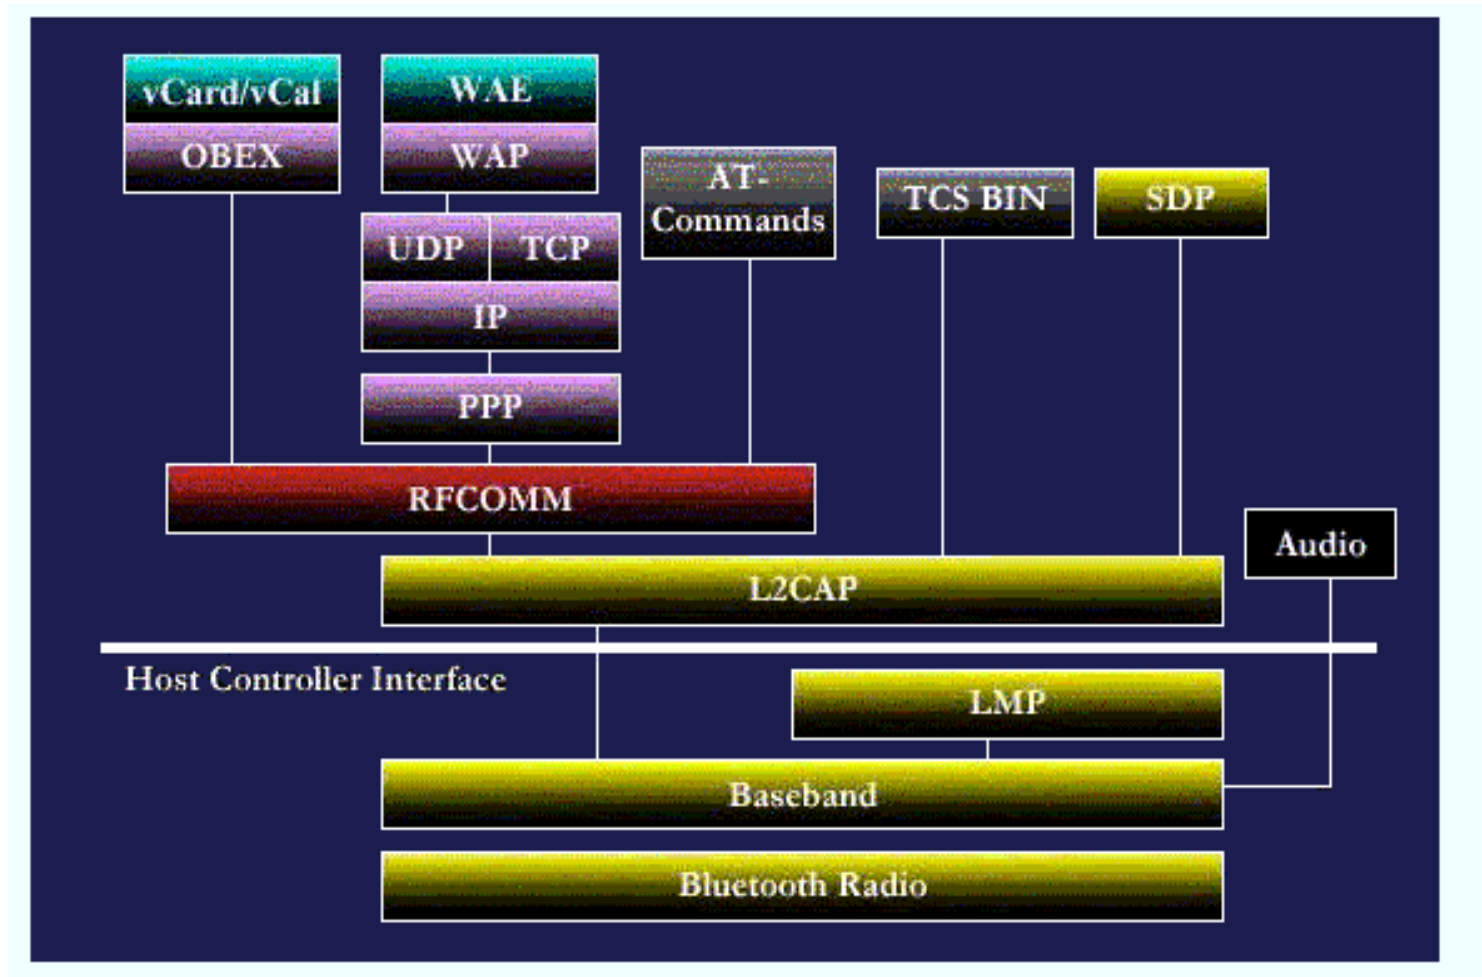 vCard/vCal
WAE
OBEX
WAP
AT-
Commands
TCS BIN
SDP
UDP
TCP
IP
PPP
RFCOMM
Audio
L2CAP
Host Controller Interface
LMP
Baseband
Bluetooth Radio